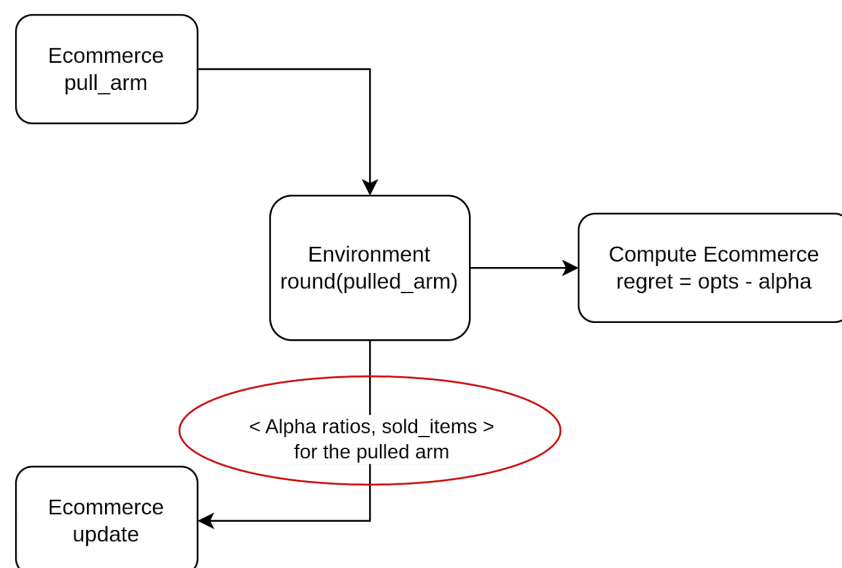 Ecommerce
pull_arm
Environment
round(pulled_arm)
Compute Ecommerce
regret = opts - alpha
< Alpha ratios, sold_items >
for the pulled arm
Ecommerce
update